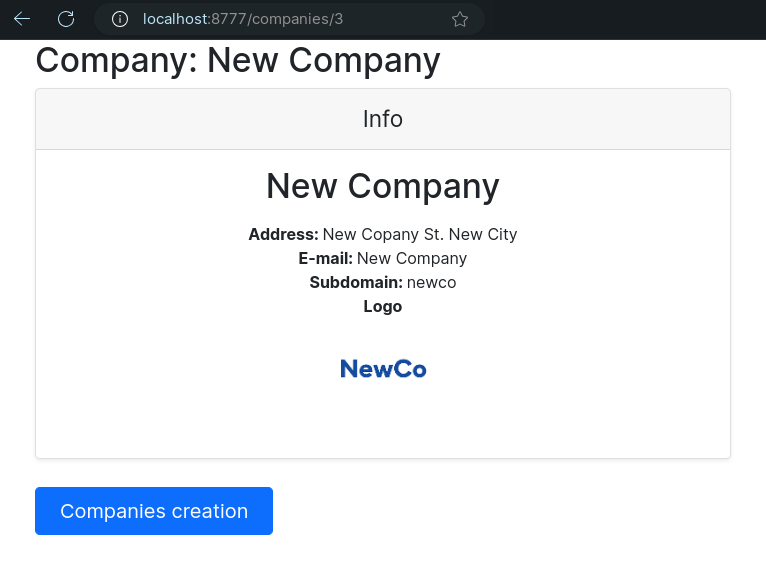 localhost:8777/companies/3
Company: New Company
Info
New Company
Address: New Copany St. New City
E-mail: New Company
Subdomain: newco
Logo
NewCo
Companies creation